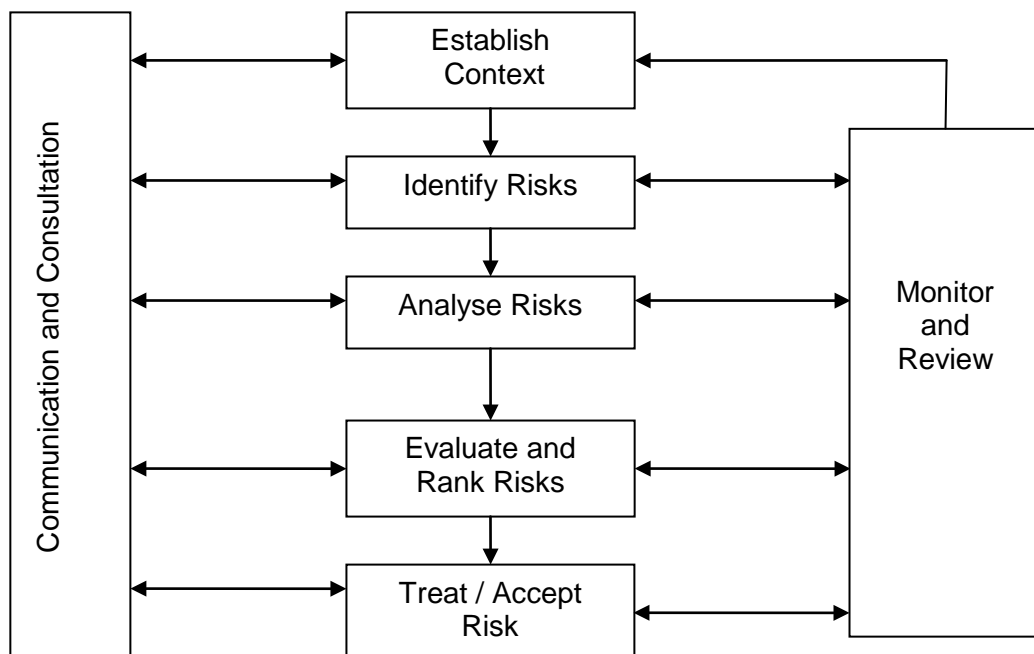 Communication and Consultation
Establish
Context
Identify Risks
Analyse Risks
Evaluate and
Rank Risks
Treat / Accept
Risk
Monitor
and
Review